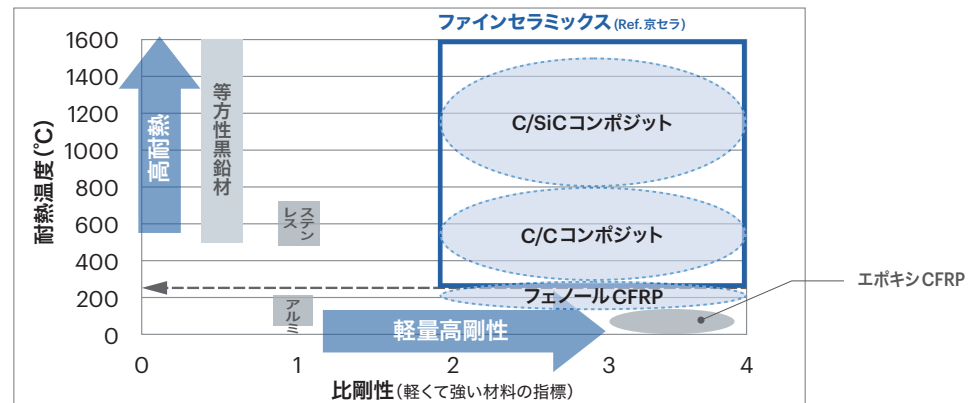 ファインセラミックス(Ref.京セラ)
1600
1400
1200
1000
800
600
400
200
0
耐熱温度(℃)
高耐熱
等方性黒鉛材
ステン
レス
アルミ
C/SiCコンポジット
C/Cコンポジット
フェノールCFRP
エポキシCFRP
軽量高剛性
0 1 2 3 4
比剛性(軽くて強い材料の指標)